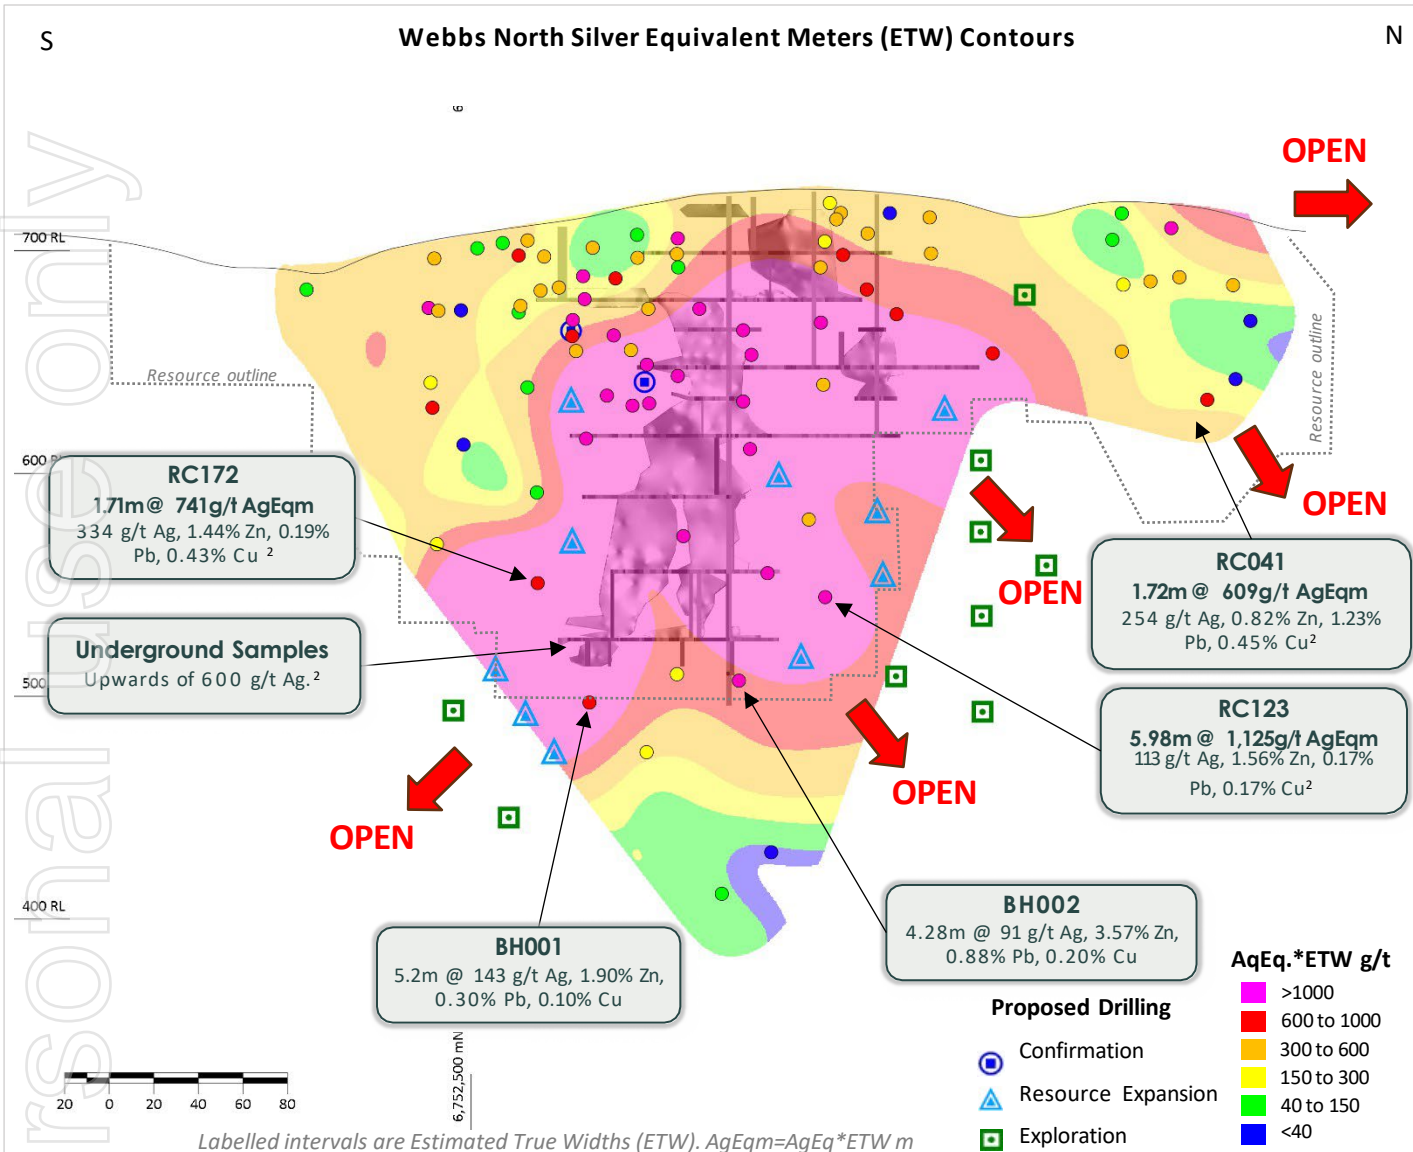 S
Webbs North Silver Equivalent Meters (ETW) Contours
N
6
OPEN
700 RL
Resource outline
Resource outline
600 RL
RC172
1.71m @ 741g/t AgEqm
334 g/t Ag, 1.44% Zn, 0.19%
Pb, 0.43% Cu ²
OPEN
OPEN
RC041
1.72m @ 609g/t AgEqm
254 g/t Ag, 0.82% Zn, 1.23%
Pb, 0.45% Cu²
Underground Samples
Upwards of 600 g/t Ag.²
500
RC123
5.98m @ 1,125g/t AgEqm
113 g/t Ag, 1.56% Zn, 0.17%
Pb, 0.17% Cu²
OPEN
OPEN
400 RL
BH002
4.28m @ 91 g/t Ag, 3.57% Zn,
0.88% Pb, 0.20% Cu
BH001
5.2m @ 143 g/t Ag, 1.90% Zn,
0.30% Pb, 0.10% Cu
AqEq.*ETW g/t
>1000
600 to 1000
300 to 600
150 to 300
40 to 150
<40
Proposed Drilling
Confirmation
Resource Expansion
Exploration
6,752,500 mN
20 0 20 40 60 80
Labelled intervals are Estimated True Widths (ETW). AgEqm=AgEq*ETW m
rsonal use only